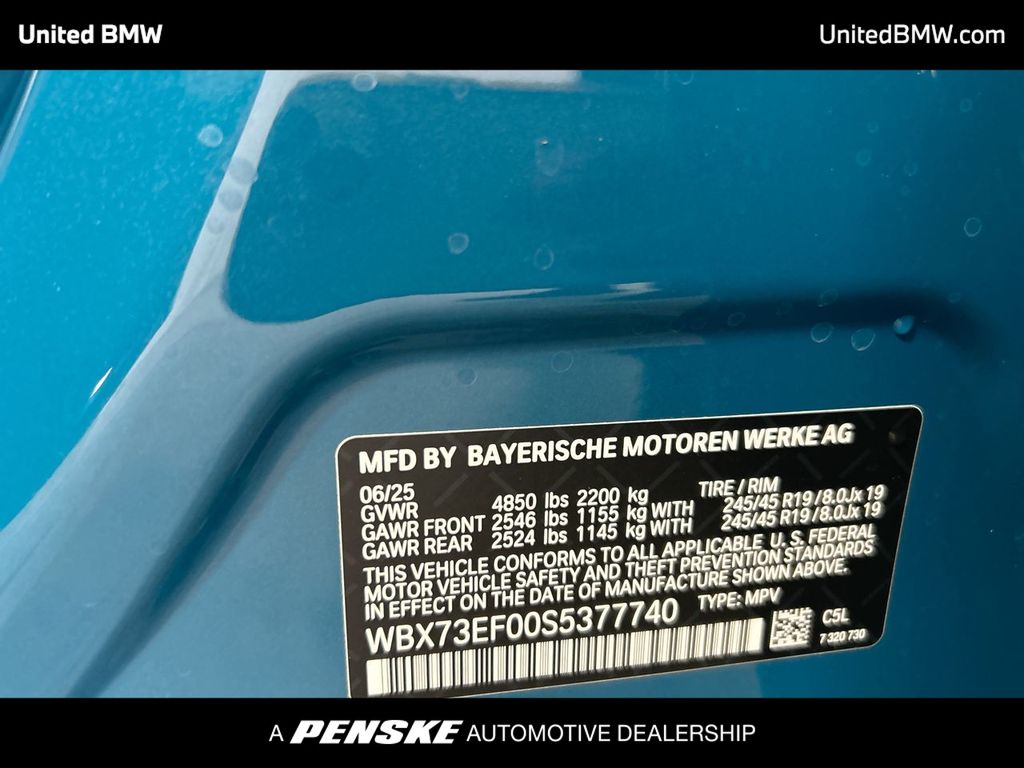 United BMW
UnitedBMW.com
MFD BY BAYERISCHE MOTOREN WERKE AG
06/25 TIRE / RIM
GVWR 4850 lbs 2200 kg
GAWR FRONT 2546 lbs 1155 kg WITH 245/45 R19 / 8.0Jx 19
GAWR REAR 2524 lbs 1145 kg WITH 245/45 R19 / 8.0Jx 19
THIS VEHICLE CONFORMS TO ALL APPLICABLE U.S. FEDERAL
MOTOR VEHICLE SAFETY AND THEFT PREVENTION STANDARDS
IN EFFECT ON THE DATE OF MANUFACTURE SHOWN ABOVE.
WBX73EF00S5377740 TYPE: MPV
C5L
7 320 730
A PENSKE AUTOMOTIVE DEALERSHIP